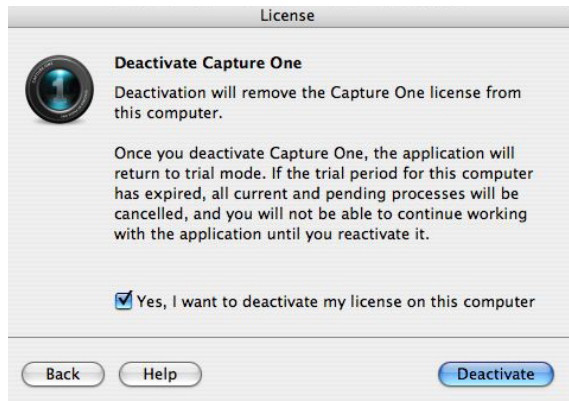 License
Deactivate Capture One
Deactivation will remove the Capture One license from
this computer.
Once you deactivate Capture One, the application will
return to trial mode. If the trial period for this computer
has expired, all current and pending processes will be
cancelled, and you will not be able to continue working
with the application until you reactivate it.
Yes, I want to deactivate my license on this computer
Back Help Deactivate